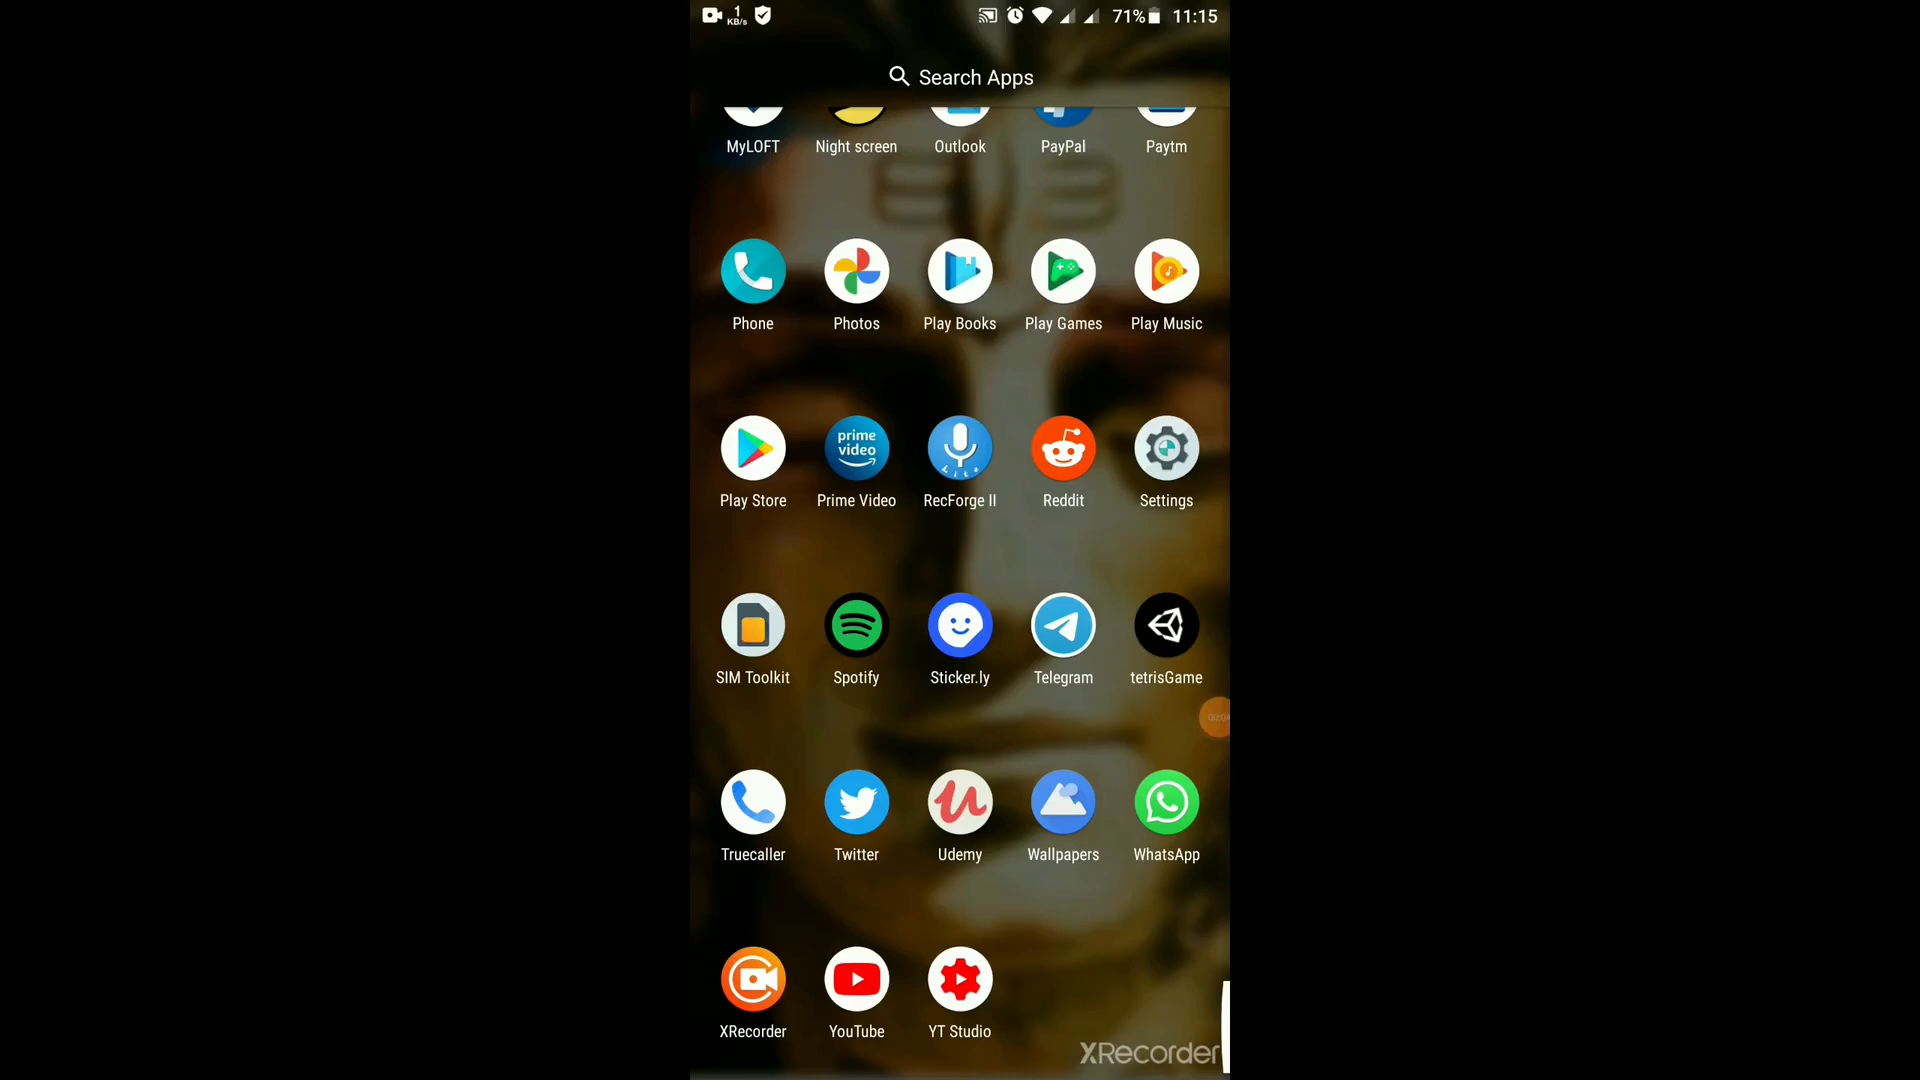 1
KB/s
71% 11:15
Search Apps
MyLOFT Night screen Outlook PayPal Paytm
Phone Photos Play Books Play Games Play Music
prime
video
Lite
Play Store Prime Video RecForge II Reddit Settings
SIM Toolkit Spotify Sticker.ly Telegram tetrisGame
Truecaller Twitter Udemy Wallpapers WhatsApp
XRecorder YouTube YT Studio
XRecorder